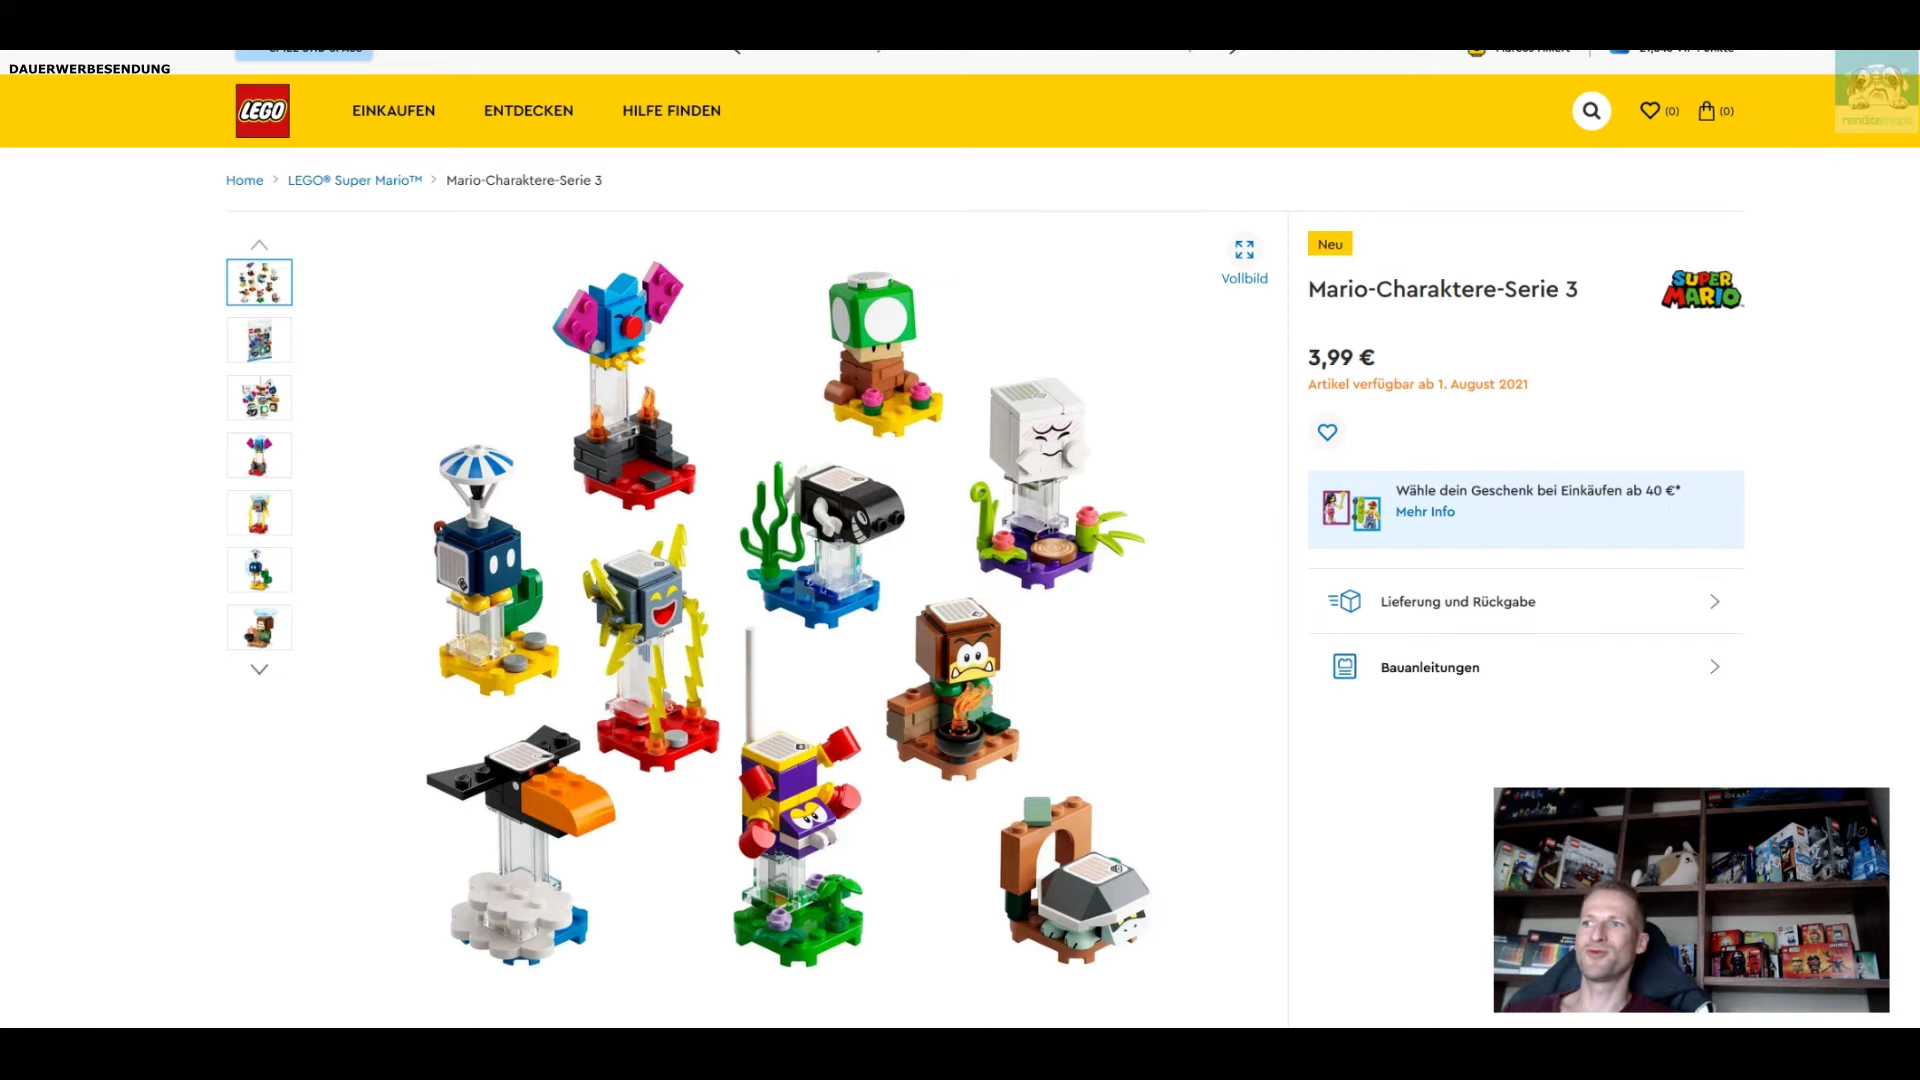 DAUERWERBESENDUNG
LEGO
EINKAUFEN
ENTDECKEN
HILFE FINDEN
(0)
(0)
renditemops
Home > LEGO® Super Mario™ > Mario-Charaktere-Serie 3
Vollbild
Neu
Mario-Charaktere-Serie 3
SUPER
MARIO
3,99 €
Artikel verfügbar ab 1. August 2021
Wähle dein Geschenk bei Einkäufen ab 40 €*
Mehr Info
Lieferung und Rückgabe
Bauanleitungen